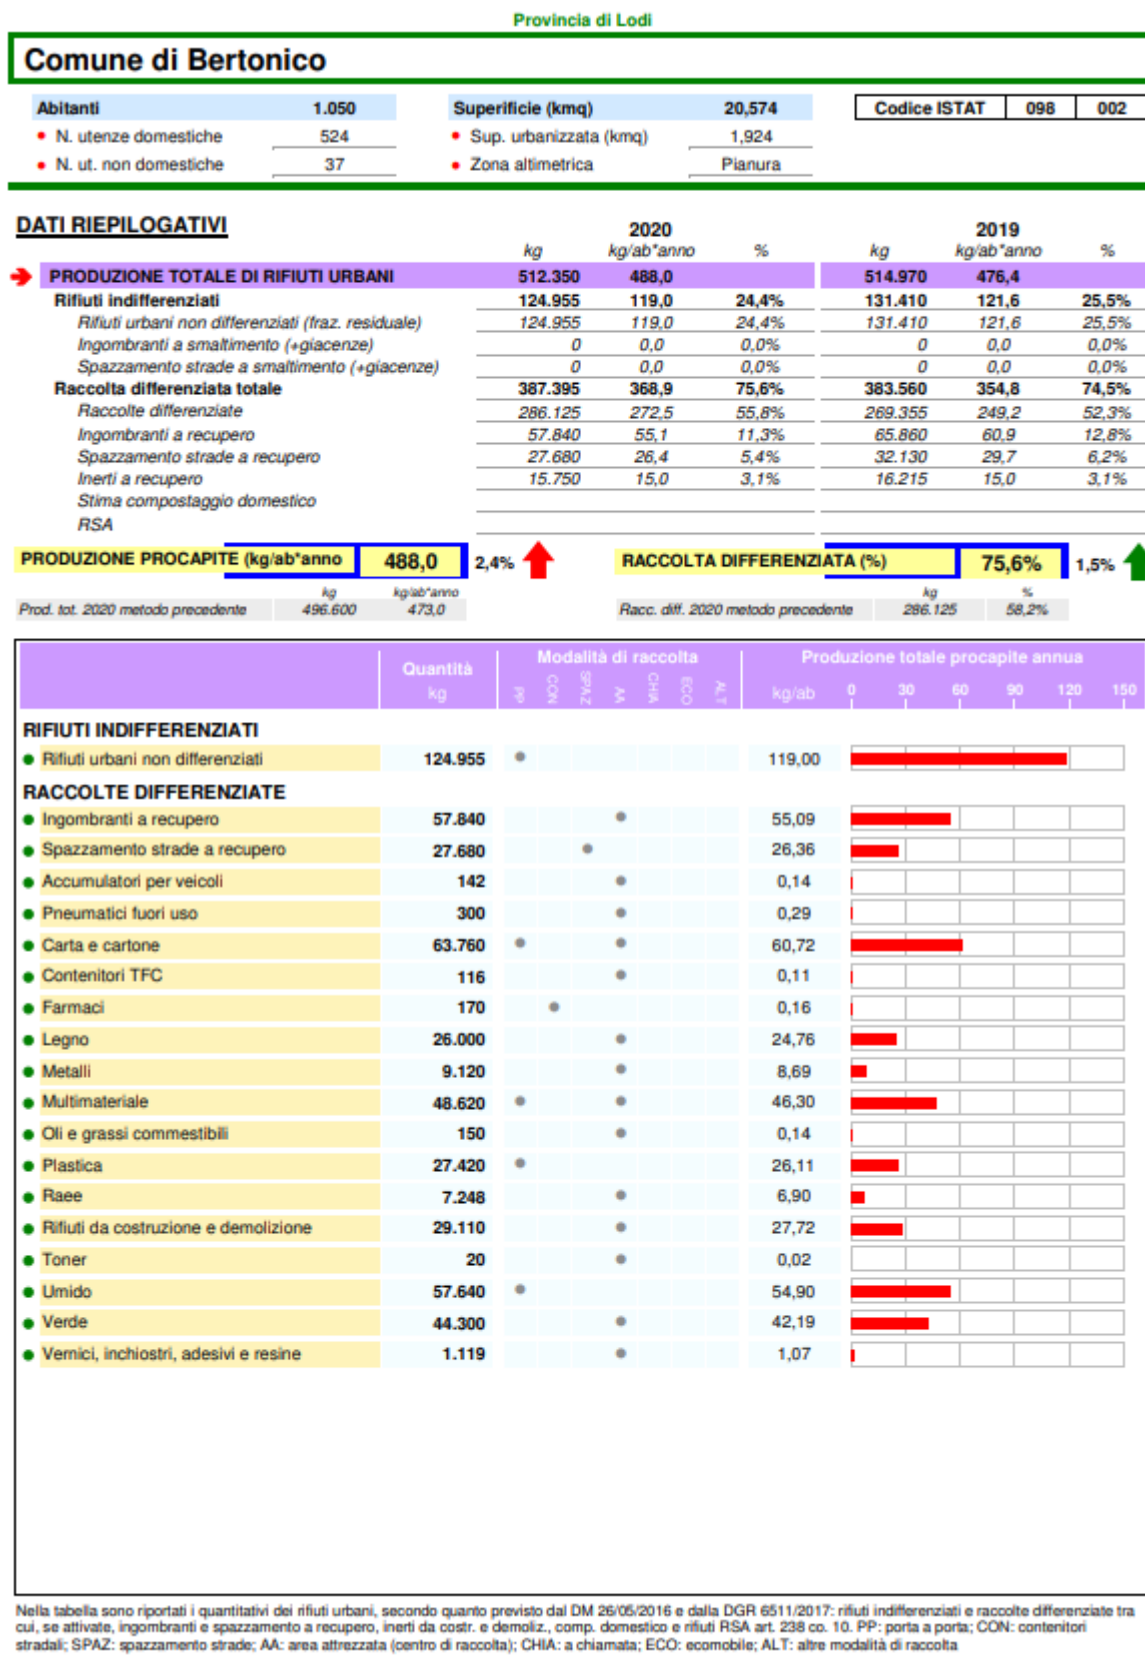 Provincia di Lodi
Comune di Bertonico
Abitanti 1.050 Superificie (kmq) 20,574 Codice ISTAT 098 002
N. utenze domestiche 524 Sup. urbanizzata (kmq) 1,924
N. ut. non domestiche 37 Zona altimetrica Pianura
DATI RIEPILOGATIVI 2020 2019
kg kg/ab*anno % kg kg/ab*anno %
PRODUZIONE TOTALE DI RIFIUTI URBANI 512.350 488,0 514.970 476,4
Rifiuti indifferenziati 124.955 119,0 24,4% 131.410 121,6 25,5%
Rifiuti urbani non differenziati (fraz. residuale) 124.955 119,0 24,4% 131.410 121,6 25,5%
Ingombranti a smaltimento (+giacenze) 0 0,0 0,0% 0 0,0 0,0%
Spazzamento strade a smaltimento (+giacenze) 0 0,0 0,0% 0 0,0 0,0%
Raccolta differenziata totale 387.395 368,9 75,6% 383.560 354,8 74,5%
Raccolte differenziate 286.125 272,5 55,8% 269.355 249,2 52,3%
Ingombranti a recupero 57.840 55,1 11,3% 65.860 60,9 12,8%
Spazzamento strade a recupero 27.680 26,4 5,4% 32.130 29,7 6,2%
Inerti a recupero 15.750 15,0 3,1% 16.215 15,0 3,1%
Stima compostaggio domestico
RSA
PRODUZIONE PROCAPITE (kg/ab*anno 488,0 2,4% RACCOLTA DIFFERENZIATA (%) 75,6% 1,5%
kg kg/ab*anno kg %
Prod. tot. 2020 metodo precedente 496.600 473,0 Racc. diff. 2020 metodo precedente 286.125 58,2%
Quantità Modalità di raccolta Produzione totale procapite annua
kg PP CON SPAZ AA CHIA ECO ALT kg/ab 0 30 60 90 120 150
RIFIUTI INDIFFERENZIATI
Rifiuti urbani non differenziati 124.955 119,00
RACCOLTE DIFFERENZIATE
Ingombranti a recupero 57.840 55,09
Spazzamento strade a recupero 27.680 26,36
Accumulatori per veicoli 142 0,14
Pneumatici fuori uso 300 0,29
Carta e cartone 63.760 60,72
Contenitori TFC 116 0,11
Farmaci 170 0,16
Legno 26.000 24,76
Metalli 9.120 8,69
Multimateriale 48.620 46,30
Oli e grassi commestibili 150 0,14
Plastica 27.420 26,11
Raee 7.248 6,90
Rifiuti da costruzione e demolizione 29.110 27,72
Toner 20 0,02
Umido 57.640 54,90
Verde 44.300 42,19
Vernici, inchiostri, adesivi e resine 1.119 1,07
Nella tabella sono riportati i quantitativi dei rifiuti urbani, secondo quanto previsto dal DM 26/05/2016 e dalla DGR 6511/2017: rifiuti indifferenziati e raccolte differenziate tra
cui, se attivate, ingombranti e spazzamento a recupero, inerti da costr. e demoliz., comp. domestico e rifiuti RSA art. 238 co. 10. PP: porta a porta; CON: contenitori
stradali; SPAZ: spazzamento strade; AA: area attrezzata (centro di raccolta); CHIA: a chiamata; ECO: ecomobile; ALT: altre modalità di raccolta